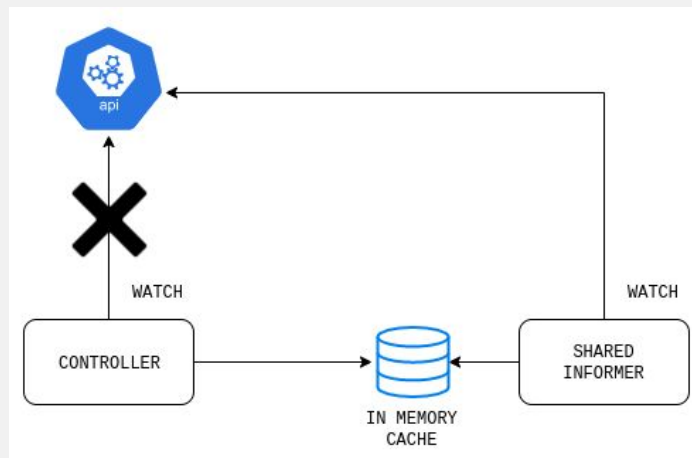 api
WATCH
WATCH
CONTROLLER
SHARED
INFORMER
IN MEMORY
CACHE